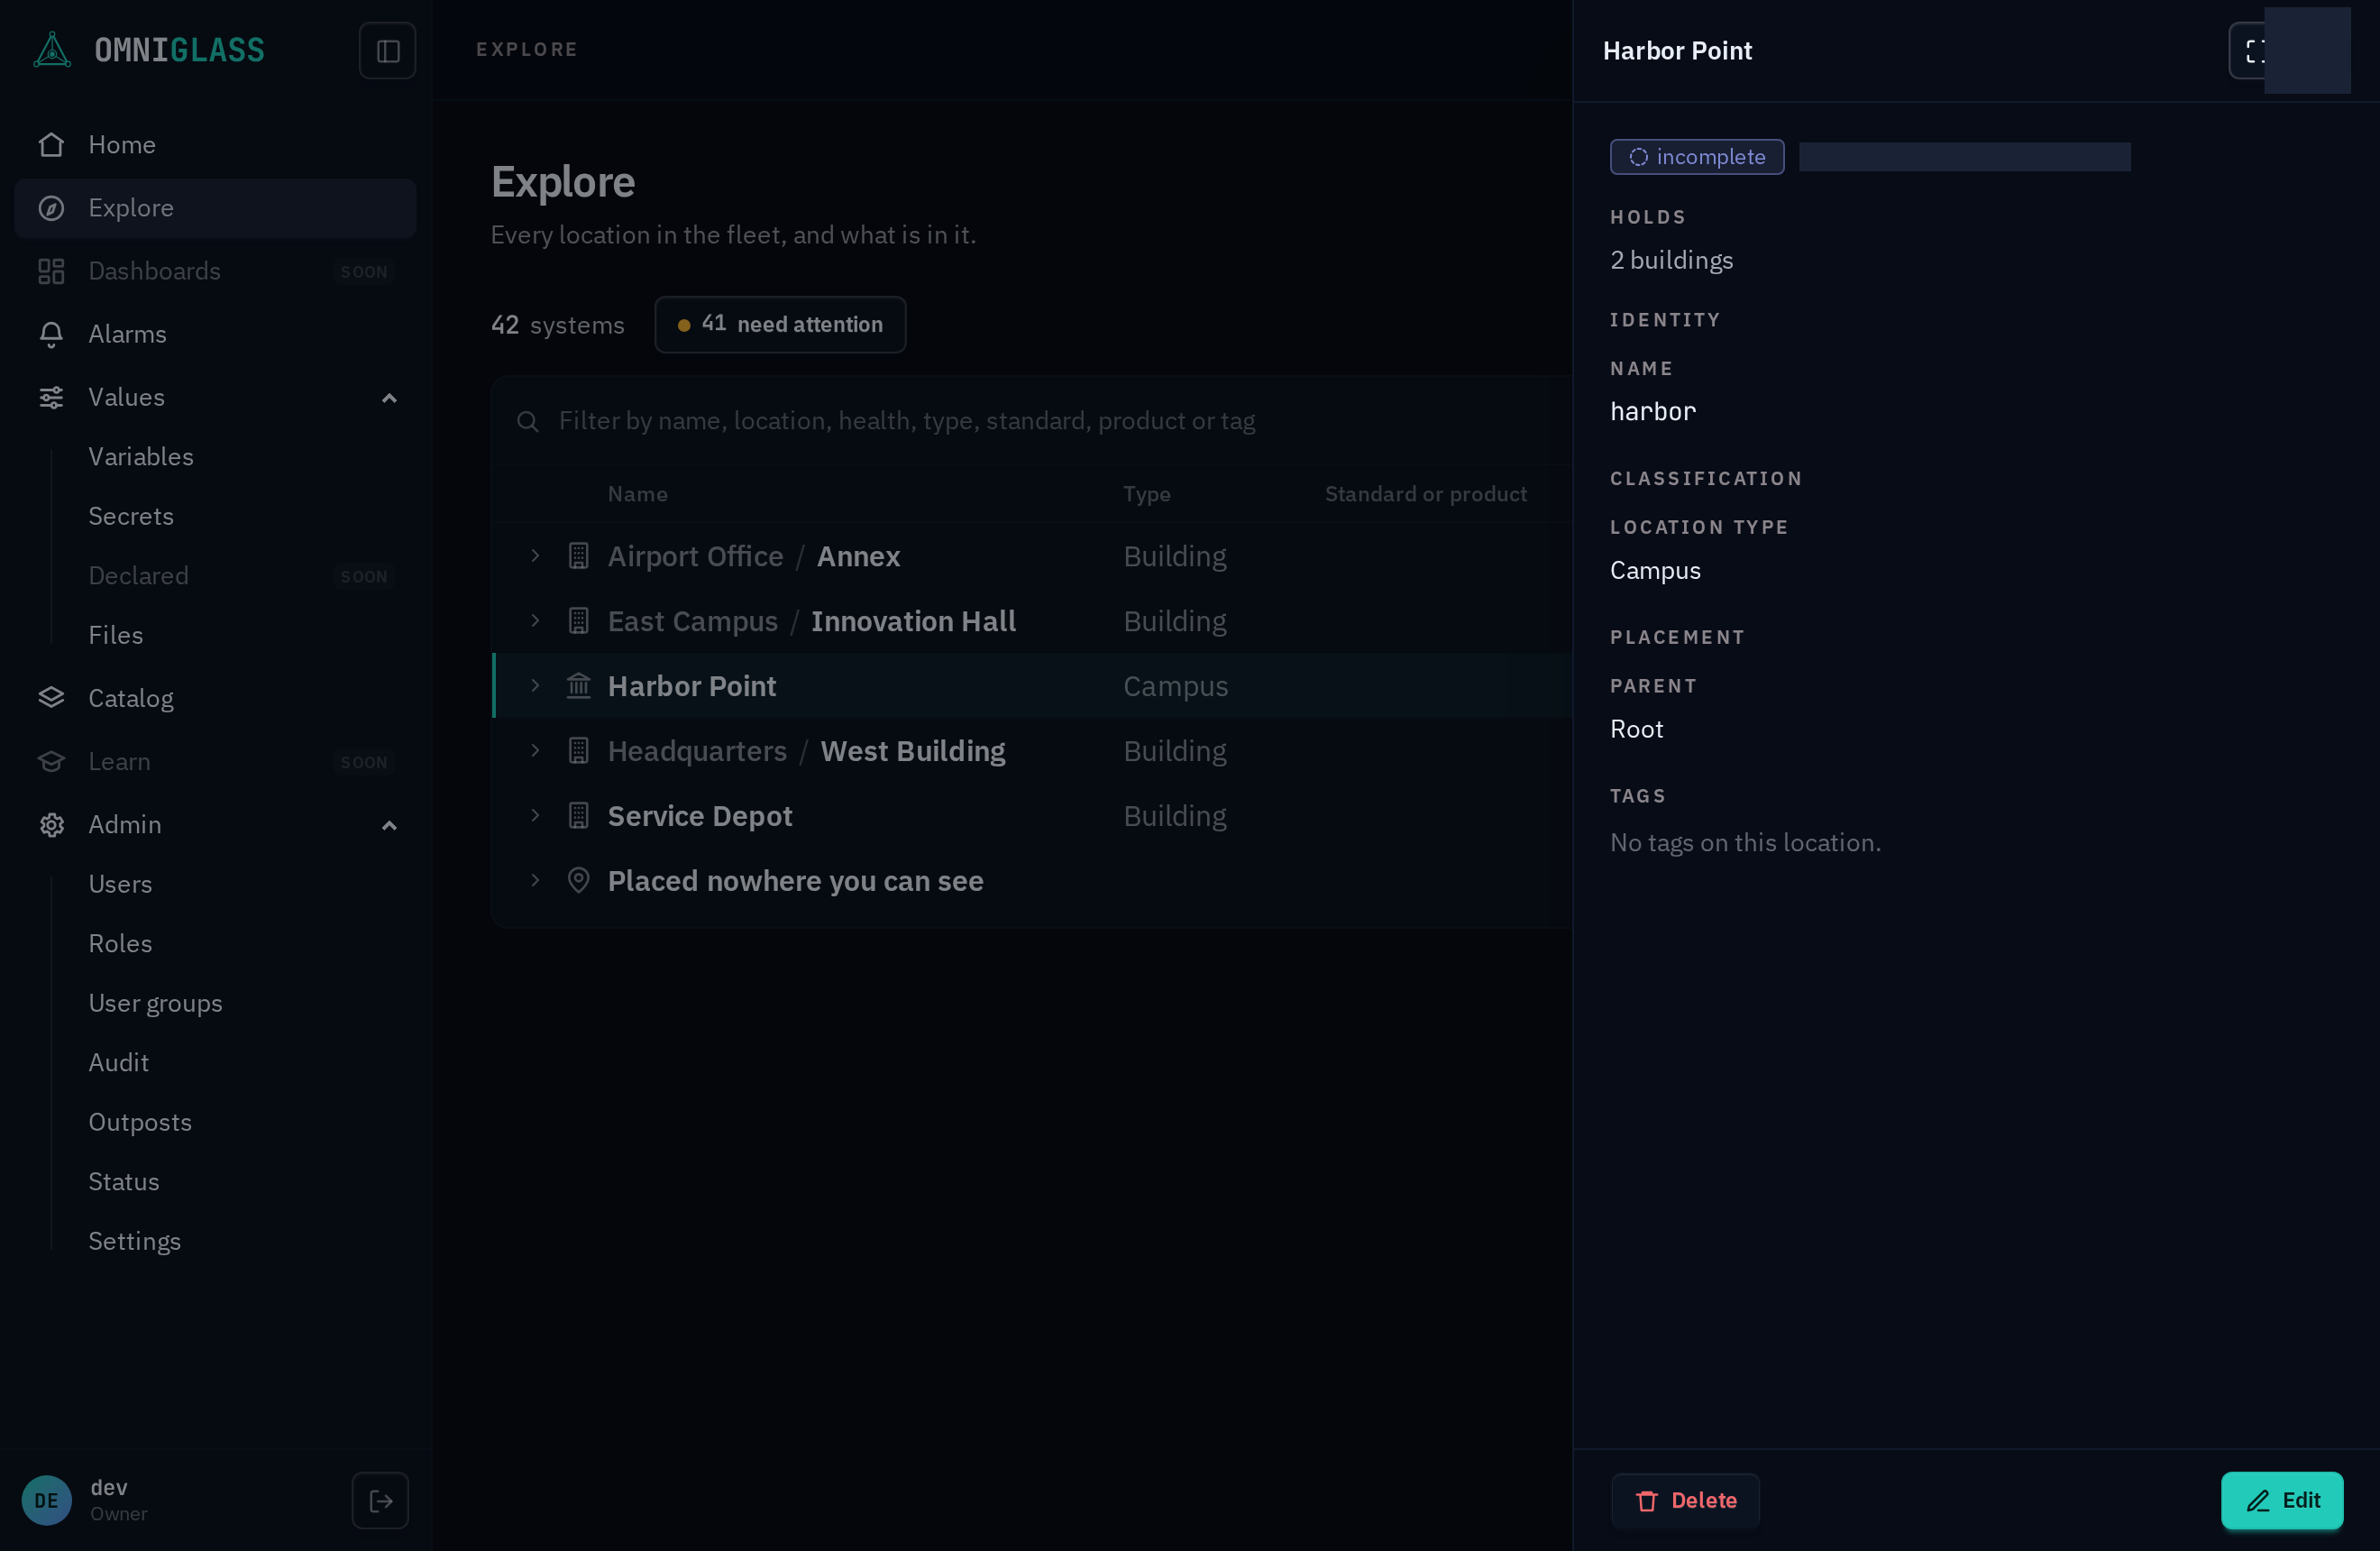 OMNIGLASS
Home
Explore
Dashboards SOON
Alarms
Values
Variables
Secrets
Declared SOON
Files
Catalog
Learn SOON
Admin
Users
Roles
User groups
Audit
Outposts
Status
Settings
DE dev
Owner
EXPLORE
Explore
Every location in the fleet, and what is in it.
42 systems 41 need attention
Filter by name, location, health, type, standard, product or tag
Name Type Standard or product
Airport Office / Annex Building
East Campus / Innovation Hall Building
Harbor Point Campus
Headquarters / West Building Building
Service Depot Building
Placed nowhere you can see
Harbor Point
incomplete
HOLDS
2 buildings
IDENTITY
NAME
harbor
CLASSIFICATION
LOCATION TYPE
Campus
PLACEMENT
PARENT
Root
TAGS
No tags on this location.
Delete Edit